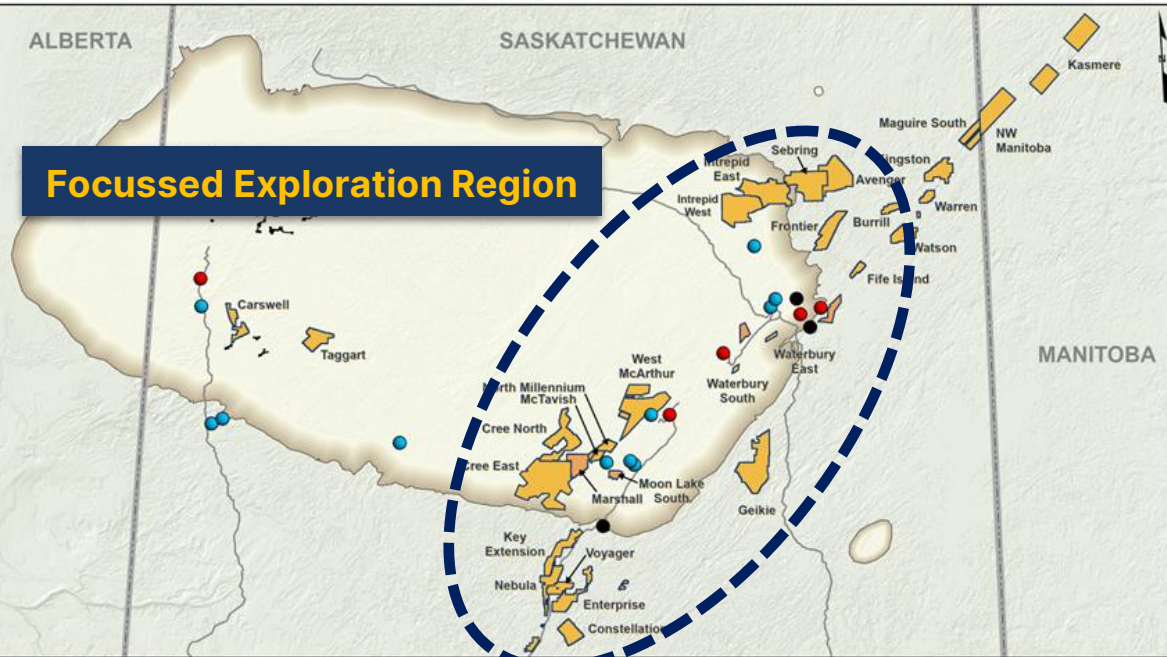 ALBERTA
SASKATCHEWAN
Kasmere
Maguire South
NW
Manitoba
Sebring
Intrepid
East
Avenger
Intrepid
West
Frontier
Burrill
Warren
Watson
Fife Island
Focussed Exploration Region
Carswell
Taggart
MANITOBA
Waterbury
East
West
McArthur
Waterbury
South
North Millennium
McTavish
Cree North
Cree East
Moon Lake
South
Marshall
Geikie
Key
Extension
Voyager
Nebula
Enterprise
Constellation